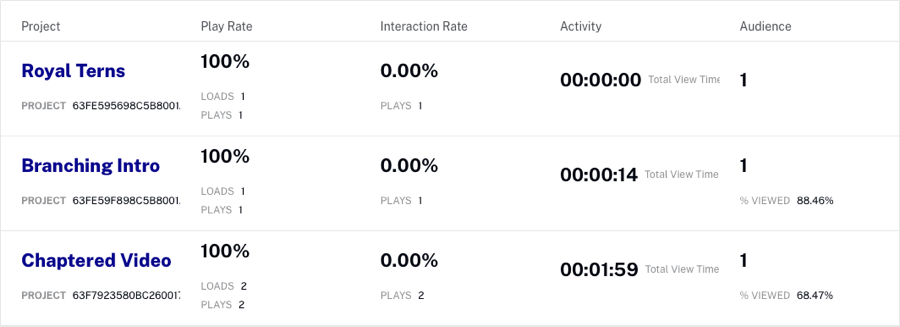 Project Play Rate Interaction Rate Activity Audience
Royal Terns 100% 0.00% 00:00:00 Total View Time 1
PROJECT 63FE595698C5B8001. LOADS 1 PLAYS 1
PLAYS 1
Branching Intro 100% 0.00% 00:00:14 Total View Time 1
PROJECT 63FE59F898C5B8001. LOADS 1 PLAYS 1 % VIEWED 88.46%
PLAYS 1
Chaptered Video 100% 0.00% 00:01:59 Total View Time 1
PROJECT 63F7923580BC26001 LOADS 2 PLAYS 2 % VIEWED 68.47%
PLAYS 2